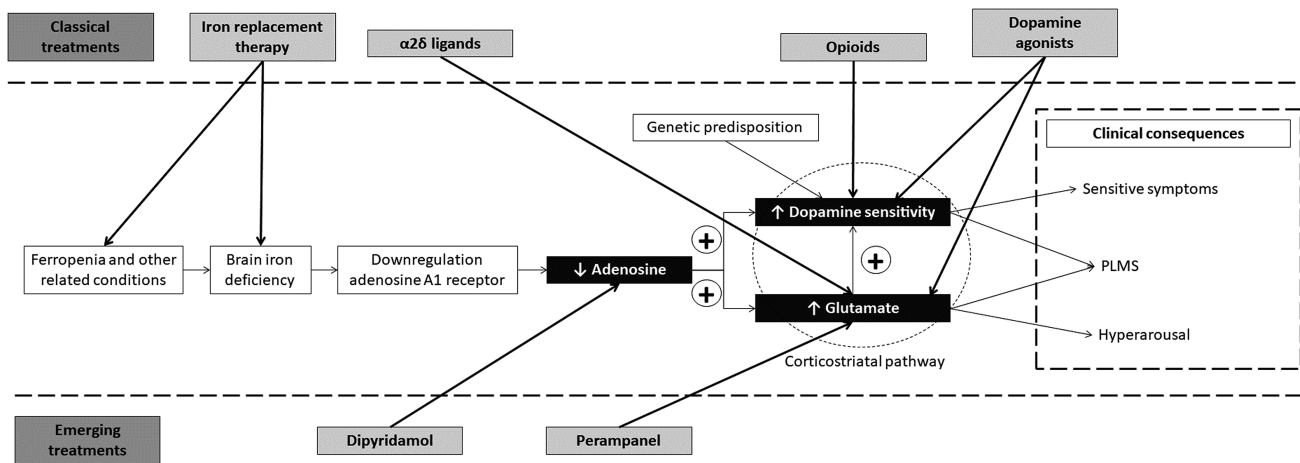 Classical
treatments
Iron replacement
therapy
α2δ ligands
Opioids
Dopamine
agonists
Genetic predisposition
Clinical consequences
Sensitive symptoms
↑ Dopamine sensitivity
+
Ferropenia and other
related conditions
Brain iron
deficiency
Downregulation
adenosine A1 receptor
↓ Adenosine
+
+
PLMS
↑ Glutamate
Hyperarousal
Corticostriatal pathway
Emerging
treatments
Dipyridamol
Perampanel